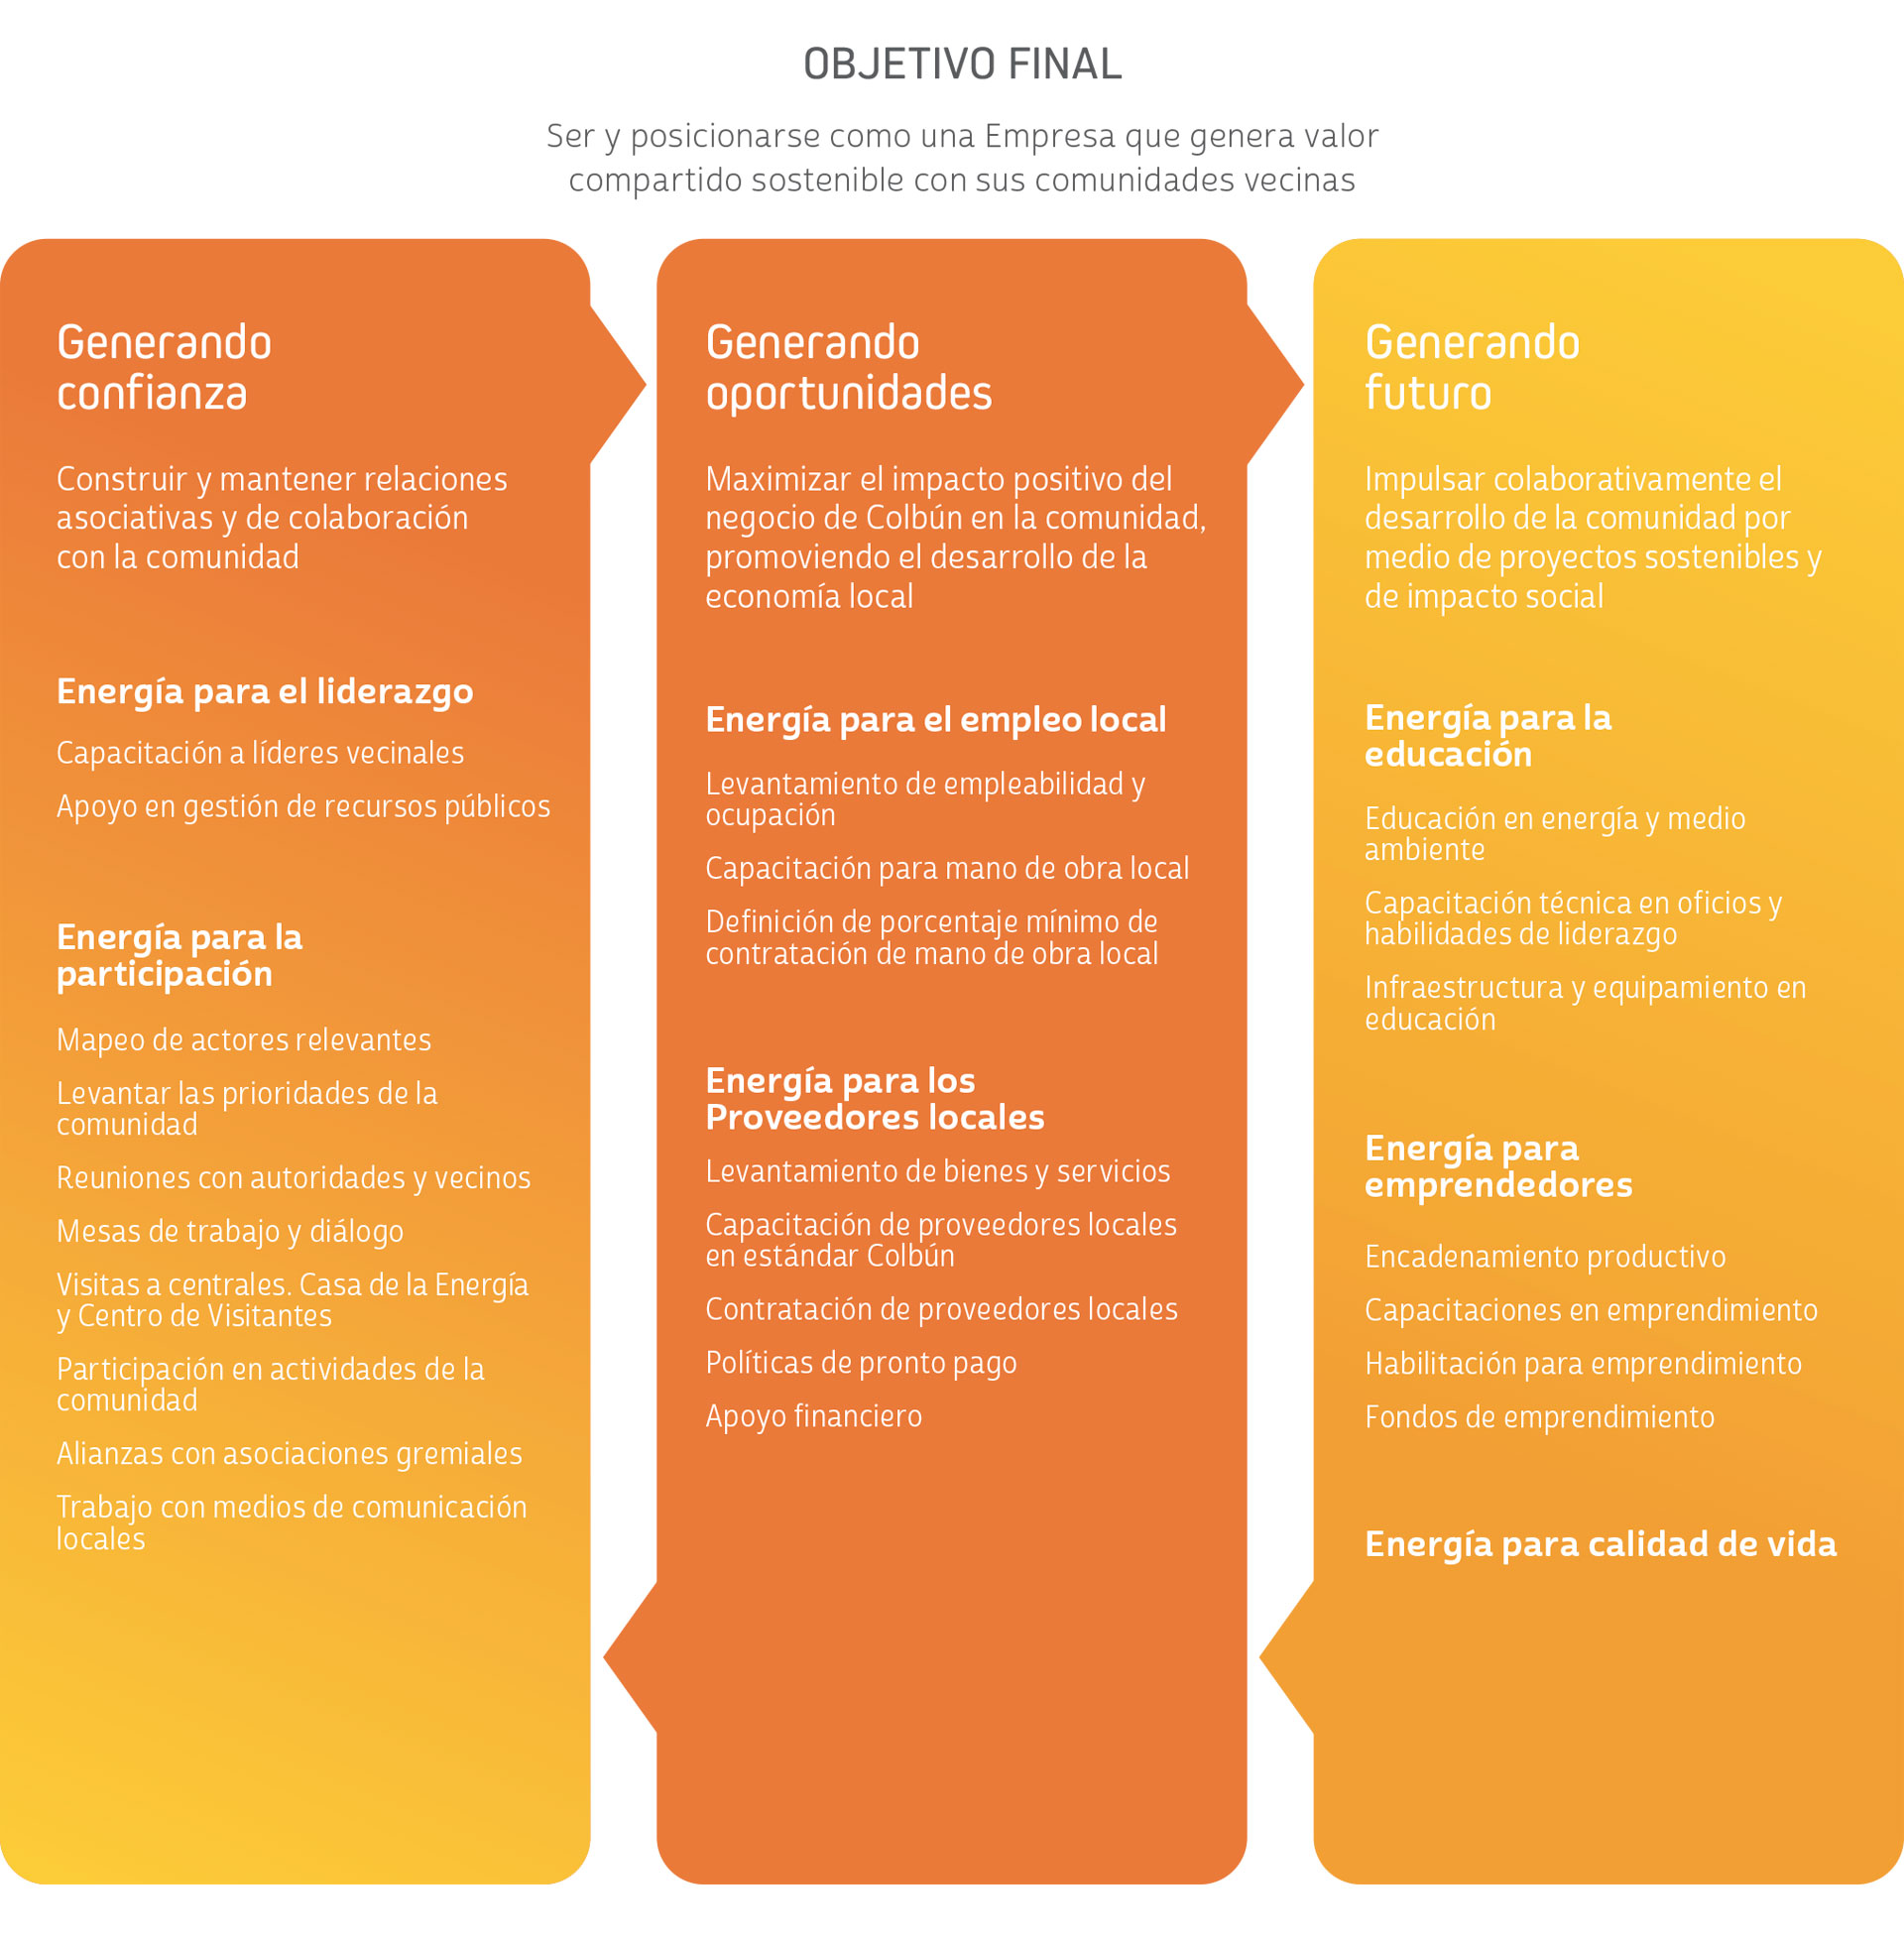 OBJETIVO FINAL
Ser y posicionarse como una Empresa que genera valor
compartido sostenible con sus comunidades vecinas
Generando
confianza
Construir y mantener relaciones
asociativas y de colaboración
con la comunidad
Energía para el liderazgo
Capacitación a líderes vecinales
Apoyo en gestión de recursos públicos
Energía para la
participación
Mapeo de actores relevantes
Levantar las prioridades de la
comunidad
Reuniones con autoridades y vecinos
Mesas de trabajo y diálogo
Visitas a centrales. Casa de la Energía
y Centro de Visitantes
Participación en actividades de la
comunidad
Alianzas con asociaciones gremiales
Trabajo con medios de comunicación
locales
Generando
oportunidades
Maximizar el impacto positivo del
negocio de Colbún en la comunidad,
promoviendo el desarrollo de la
economía local
Energía para el empleo local
Levantamiento de empleabilidad y
ocupación
Capacitación para mano de obra local
Definición de porcentaje mínimo de
contratación de mano de obra local
Energía para los
Proveedores locales
Levantamiento de bienes y servicios
Capacitación de proveedores locales
en estándar Colbún
Contratación de proveedores locales
Políticas de pronto pago
Apoyo financiero
Generando
futuro
Impulsar colaborativamente el
desarrollo de la comunidad por
medio de proyectos sostenibles y
de impacto social
Energía para la
educación
Educación en energía y medio
ambiente
Capacitación técnica en oficios y
habilidades de liderazgo
Infraestructura y equipamiento en
educación
Energía para
emprendedores
Encadenamiento productivo
Capacitaciones en emprendimiento
Habilitación para emprendimiento
Fondos de emprendimiento
Energía para calidad de vida